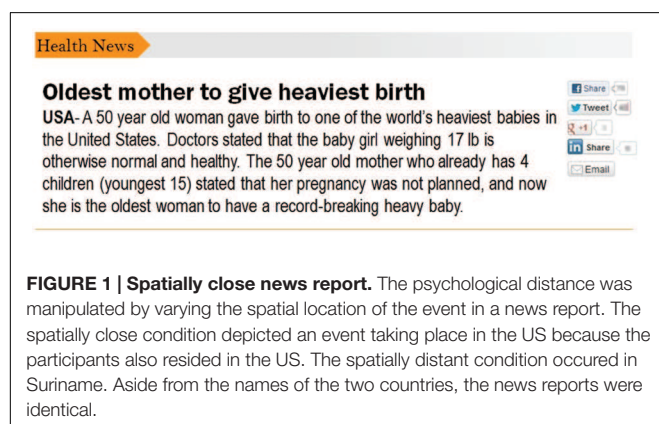 Health News
Oldest mother to give heaviest birth
USA-A 50 year old woman gave birth to one of the world's heaviest babies in
the United States. Doctors stated that the baby girl weighing 17 lb is
otherwise normal and healthy. The 50 year old mother who already has 4
children (youngest 15) stated that her pregnancy was not planned, and now
she is the oldest woman to have a record-breaking heavy baby.
Share
Tweet
+1
in Share
Email
FIGURE 1 | Spatially close news report. The psychological distance was
manipulated by varying the spatial location of the event in a news report. The
spatially close condition depicted an event taking place in the US because the
participants also resided in the US. The spatially distant condition occured in
Suriname. Aside from the names of the two countries, the news reports were
identical.